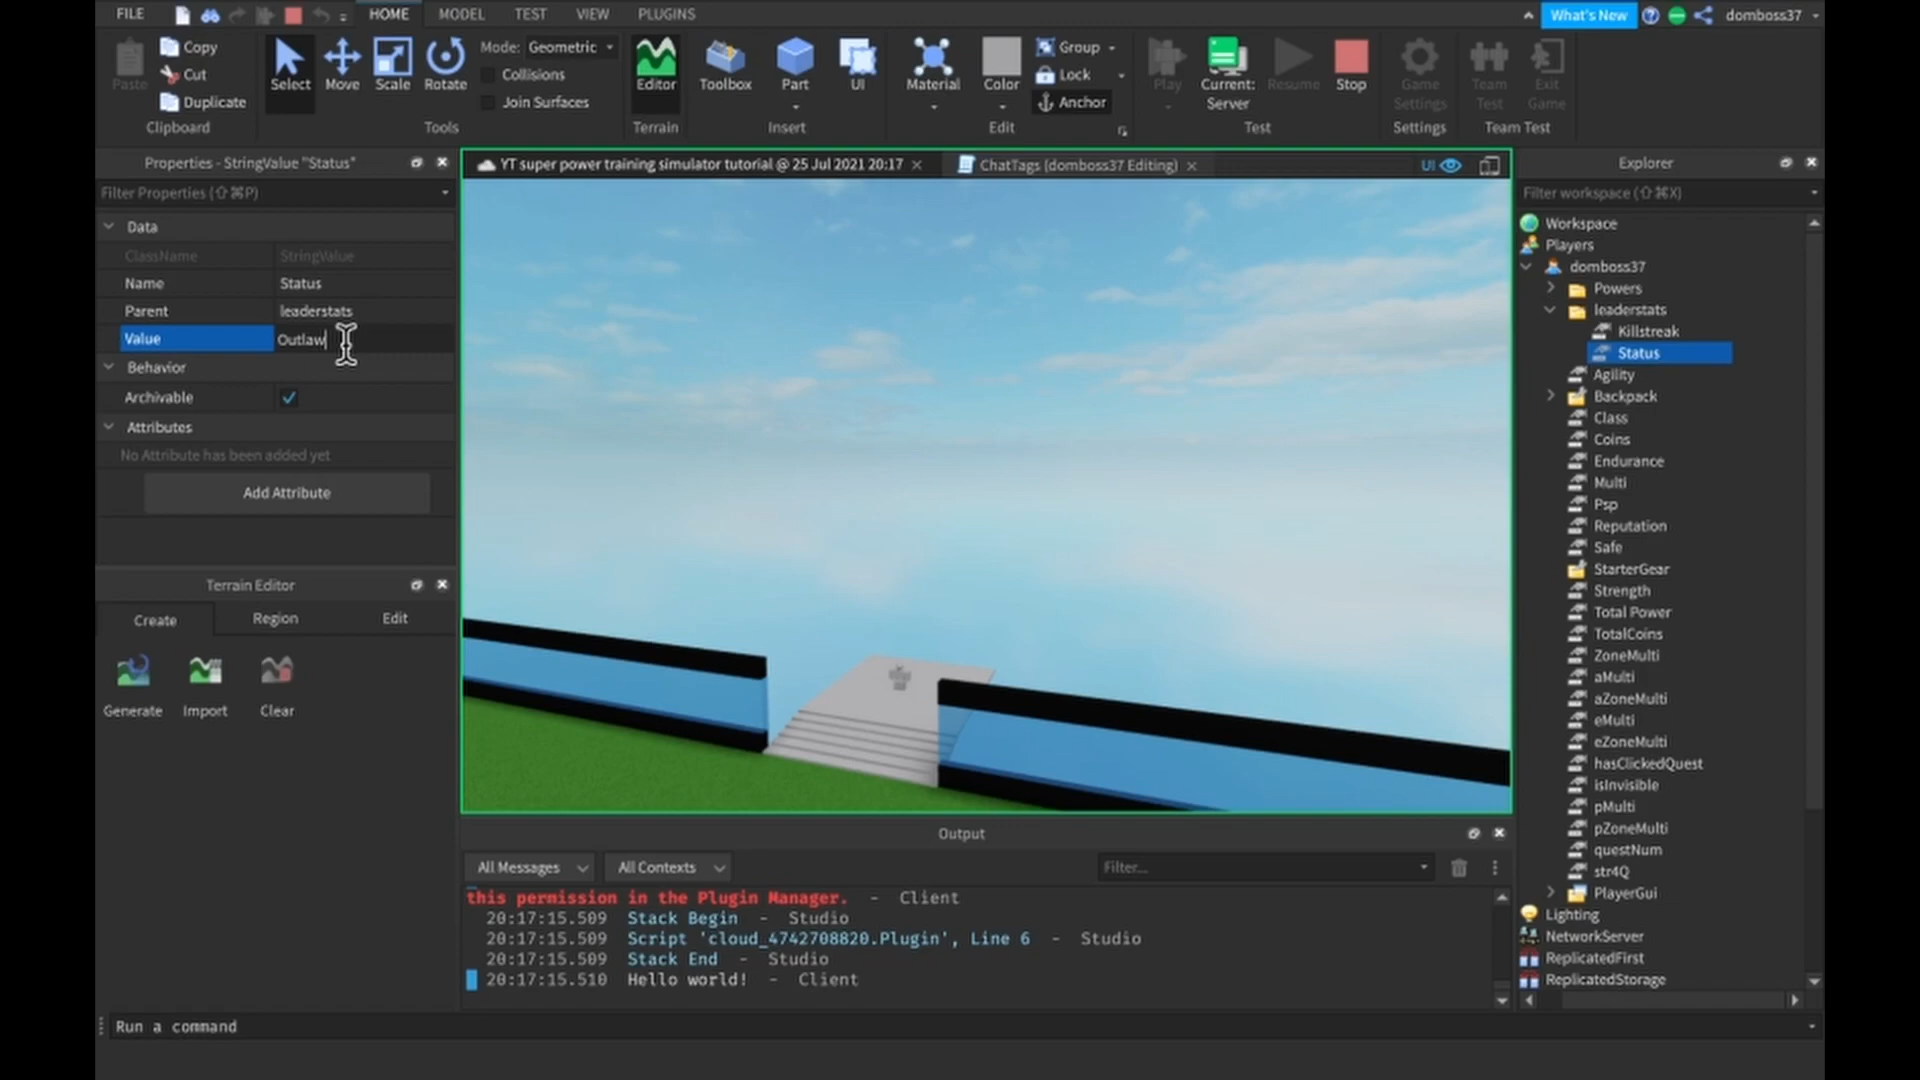 FILE HOME MODEL TEST VIEW PLUGINS What's New domboss37
Paste Copy Cut Duplicate
Clipboard
Select Move Scale Rotate
Mode: Geometric
Collisions
Join Surfaces
Tools
Editor
Terrain
Toolbox Part UI
Insert
Material Color
Group
Lock
Anchor
Edit
Play Current: Server Resume Stop
Test
Game Settings
Settings
Team Test Exit Game
Team Test
Properties - StringValue "Status"
Filter Properties (⇧⌘P)
Data
ClassName StringValue
Name Status
Parent leaderstats
Value Outlaw
Behavior
Archivable
Attributes
No Attribute has been added yet
Add Attribute
Terrain Editor
Create Region Edit
Generate Import Clear
YT super power training simulator tutorial @ 25 Jul 2021 20:17
ChatTags (domboss37 Editing)
UI
Output
All Messages All Contexts Filter...
this permission in the Plugin Manager. - Client
20:17:15.509 Stack Begin - Studio
20:17:15.509 Script 'cloud_4742708820.Plugin', Line 6 - Studio
20:17:15.509 Stack End - Studio
20:17:15.510 Hello world! - Client
Explorer
Filter workspace (⇧⌘X)
Workspace
Players
domboss37
Powers
leaderstats
Killstreak
Status
Agility
Backpack
Class
Coins
Endurance
Multi
Psp
Reputation
Safe
StarterGear
Strength
Total Power
TotalCoins
ZoneMulti
aMulti
aZoneMulti
eMulti
eZoneMulti
hasClickedQuest
isInvisible
pMulti
pZoneMulti
questNum
str4Q
PlayerGui
Lighting
NetworkServer
ReplicatedFirst
ReplicatedStorage
Run a command